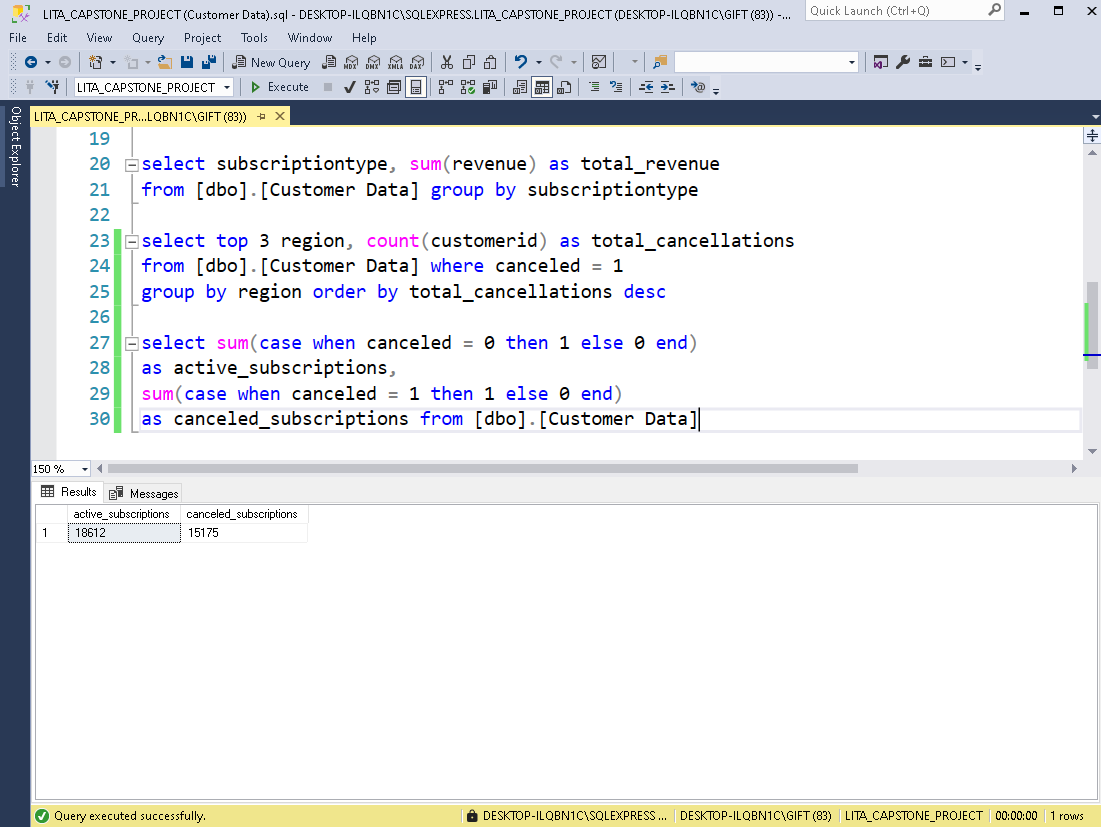 LITA_CAPSTONE_PROJECT (Customer Data).sql - DESKTOP-ILQBN1C\SQLEXPRESS.LITA_CAPSTONE_PROJECT (DESKTOP-ILQBN1C\GIFT (83)) -...
Quick Launch (Ctrl+Q)
File Edit View Query Project Tools Window Help
New Query MDX DMX XMLA DAX
LITA_CAPSTONE_PROJECT Execute
Object Explorer
LITA_CAPSTONE_PR...LQBN1C\GIFT (83))
19
20 select subscriptiontype, sum(revenue) as total_revenue
21 from [dbo].[Customer Data] group by subscriptiontype
22
23 select top 3 region, count(customerid) as total_cancellations
24 from [dbo].[Customer Data] where canceled = 1
25 group by region order by total_cancellations desc
26
27 select sum(case when canceled = 0 then 1 else 0 end)
28 as active_subscriptions,
29 sum(case when canceled = 1 then 1 else 0 end)
30 as canceled_subscriptions from [dbo].[Customer Data]
150 %
Results Messages
active_subscriptions canceled_subscriptions
1 18612 15175
Query executed successfully. DESKTOP-ILQBN1C\SQLEXPRESS ... DESKTOP-ILQBN1C\GIFT (83) LITA_CAPSTONE_PROJECT 00:00:00 1 rows